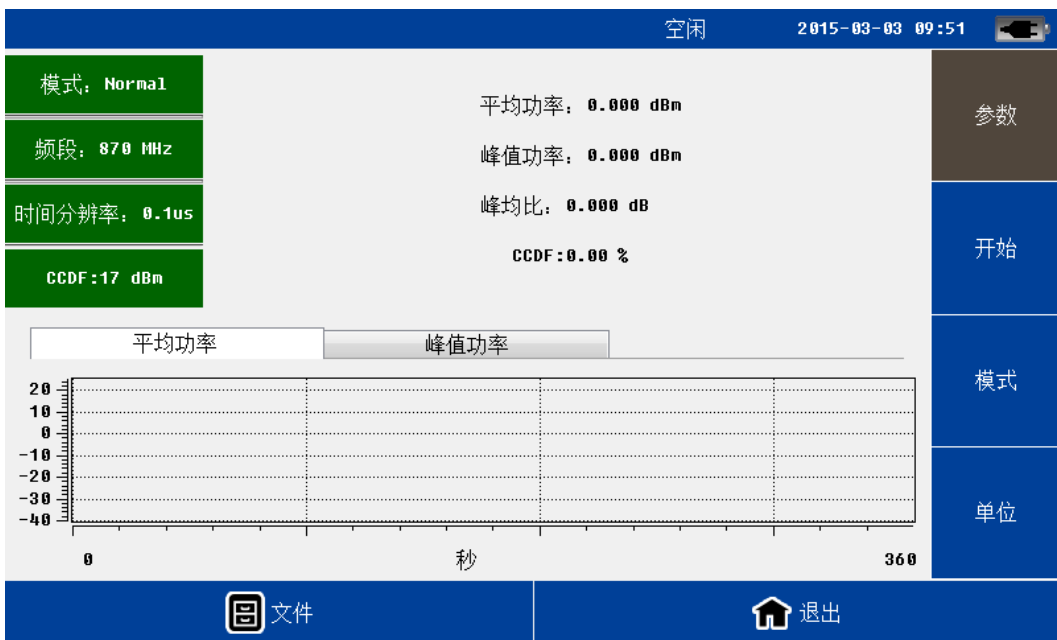 空闲 2015-03-03 09:51
模式：Normal
频段：870 MHz
时间分辨率：0.1us
CCDF:17 dBm
平均功率：0.000 dBm
峰值功率：0.000 dBm
峰均比：0.000 dB
CCDF:0.00 %
参数
开始
模式
单位
平均功率 峰值功率
20
10
0
-10
-20
-30
-40
0 秒 360
文件 退出